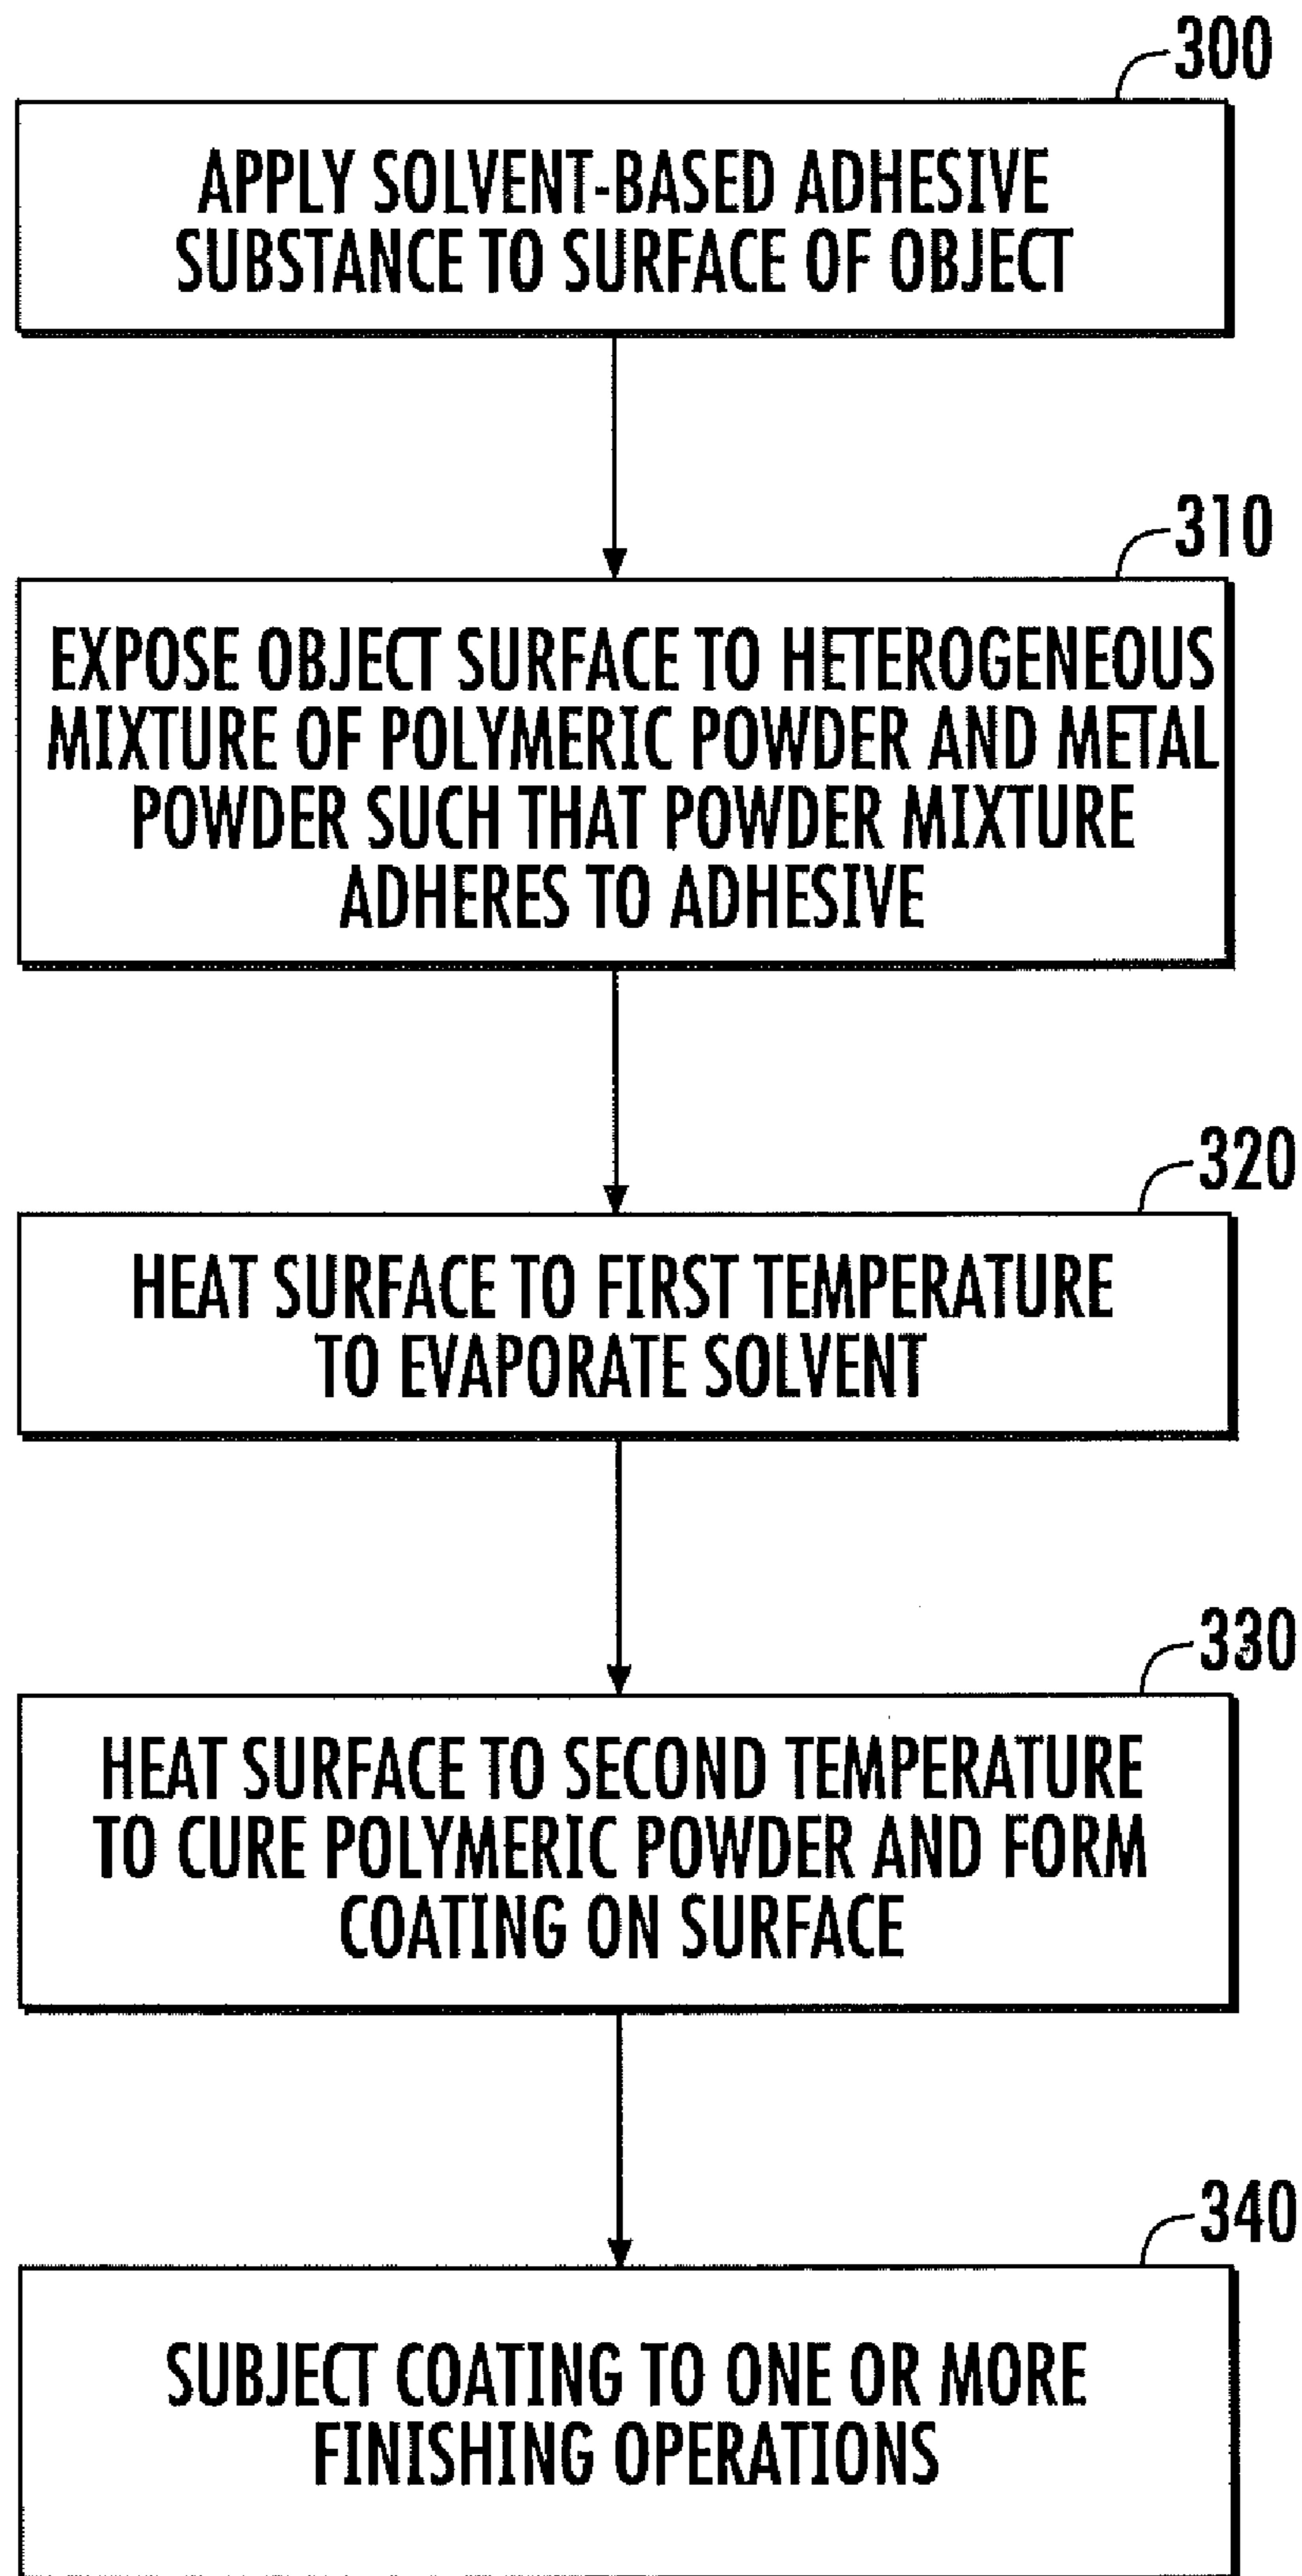 300
APPLY SOLVENT-BASED ADHESIVE
SUBSTANCE TO SURFACE OF OBJECT
310
EXPOSE OBJECT SURFACE TO HETEROGENEOUS
MIXTURE OF POLYMERIC POWDER AND METAL
POWDER SUCH THAT POWDER MIXTURE
ADHERES TO ADHESIVE
320
HEAT SURFACE TO FIRST TEMPERATURE
TO EVAPORATE SOLVENT
330
HEAT SURFACE TO SECOND TEMPERATURE
TO CURE POLYMERIC POWDER AND FORM
COATING ON SURFACE
340
SUBJECT COATING TO ONE OR MORE
FINISHING OPERATIONS